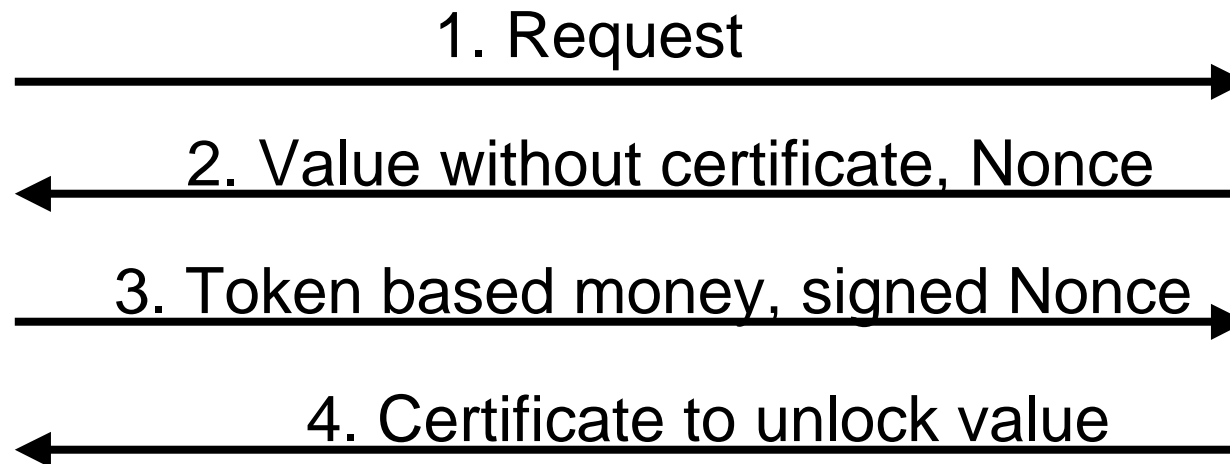 1. Request
2. Value without certificate, Nonce
3. Token based money, signed Nonce
4. Certificate to unlock value